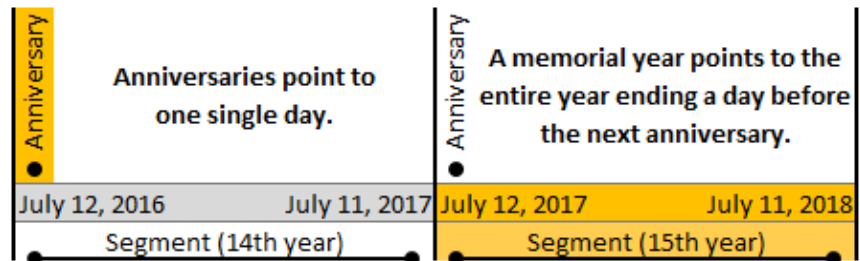 Anniversary
Anniversaries point to
one single day.
Anniversary
A memorial year points to the
entire year ending a day before
the next anniversary.
July 12, 2016 July 11, 2017 July 12, 2017 July 11, 2018
Segment (14th year) Segment (15th year)